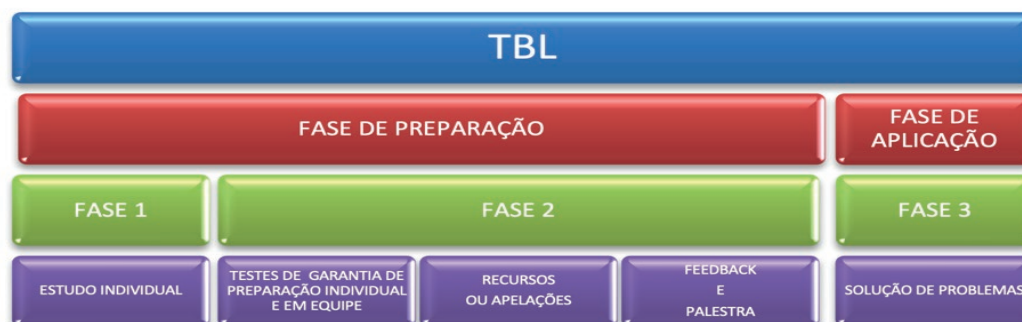 TBL
FASE DE PREPARAÇÃO
FASE DE
APLICAÇÃO
FASE 1
FASE 2
FASE 3
ESTUDO INDIVIDUAL
TESTES DE GARANTIA DE
PREPARAÇÃO INDIVIDUAL
E EM EQUIPE
RECURSOS
OU APELAÇÕES
FEEDBACK
E
PALESTRA
SOLUÇÃO DE PROBLEMAS